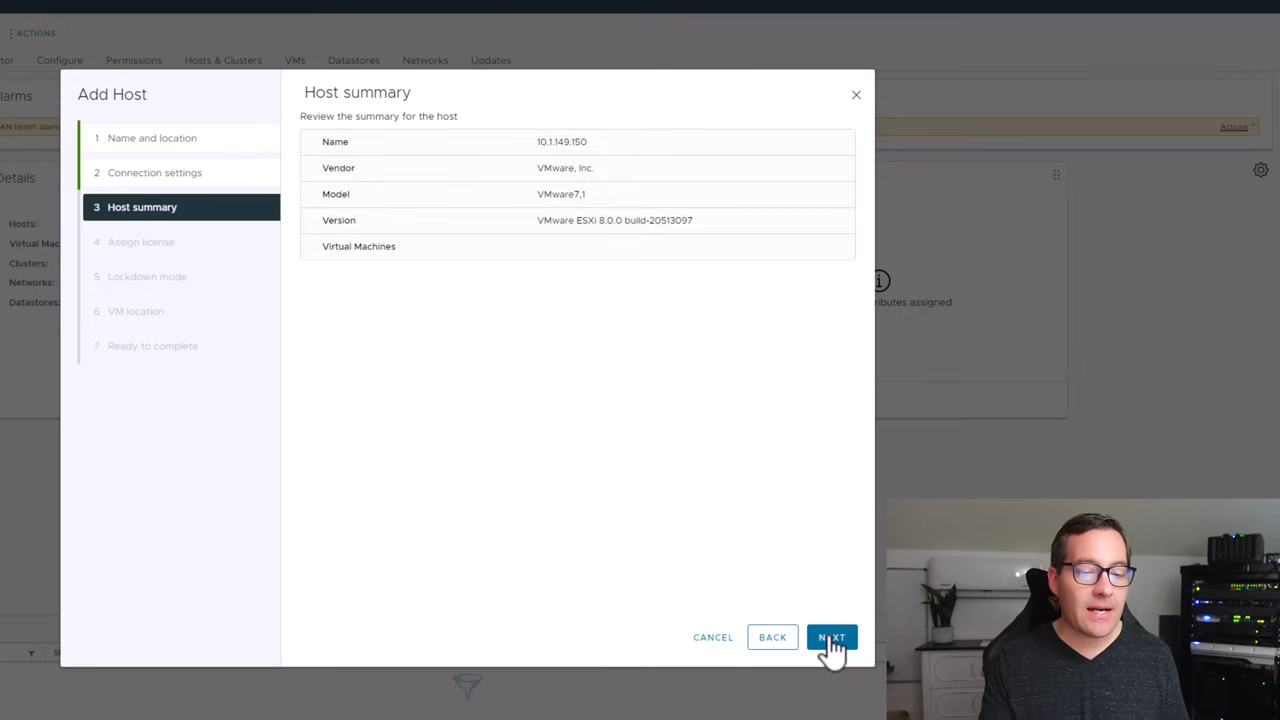 ACTIONS
tor Configure Permissions Hosts & Clusters VMs Datastores Networks Updates
larms
AN health alarm
Actions
Details
Hosts:
Virtual Mac
Clusters:
Networks:
Datastores:
ributes assigned
Add Host
1 Name and location
2 Connection settings
3 Host summary
4 Assign license
5 Lockdown mode
6 VM location
7 Ready to complete
Host summary
Review the summary for the host
Name 10.1.149.150
Vendor VMware, Inc.
Model VMware7,1
Version VMware ESXi 8.0.0 build-20513097
Virtual Machines
CANCEL BACK NEXT